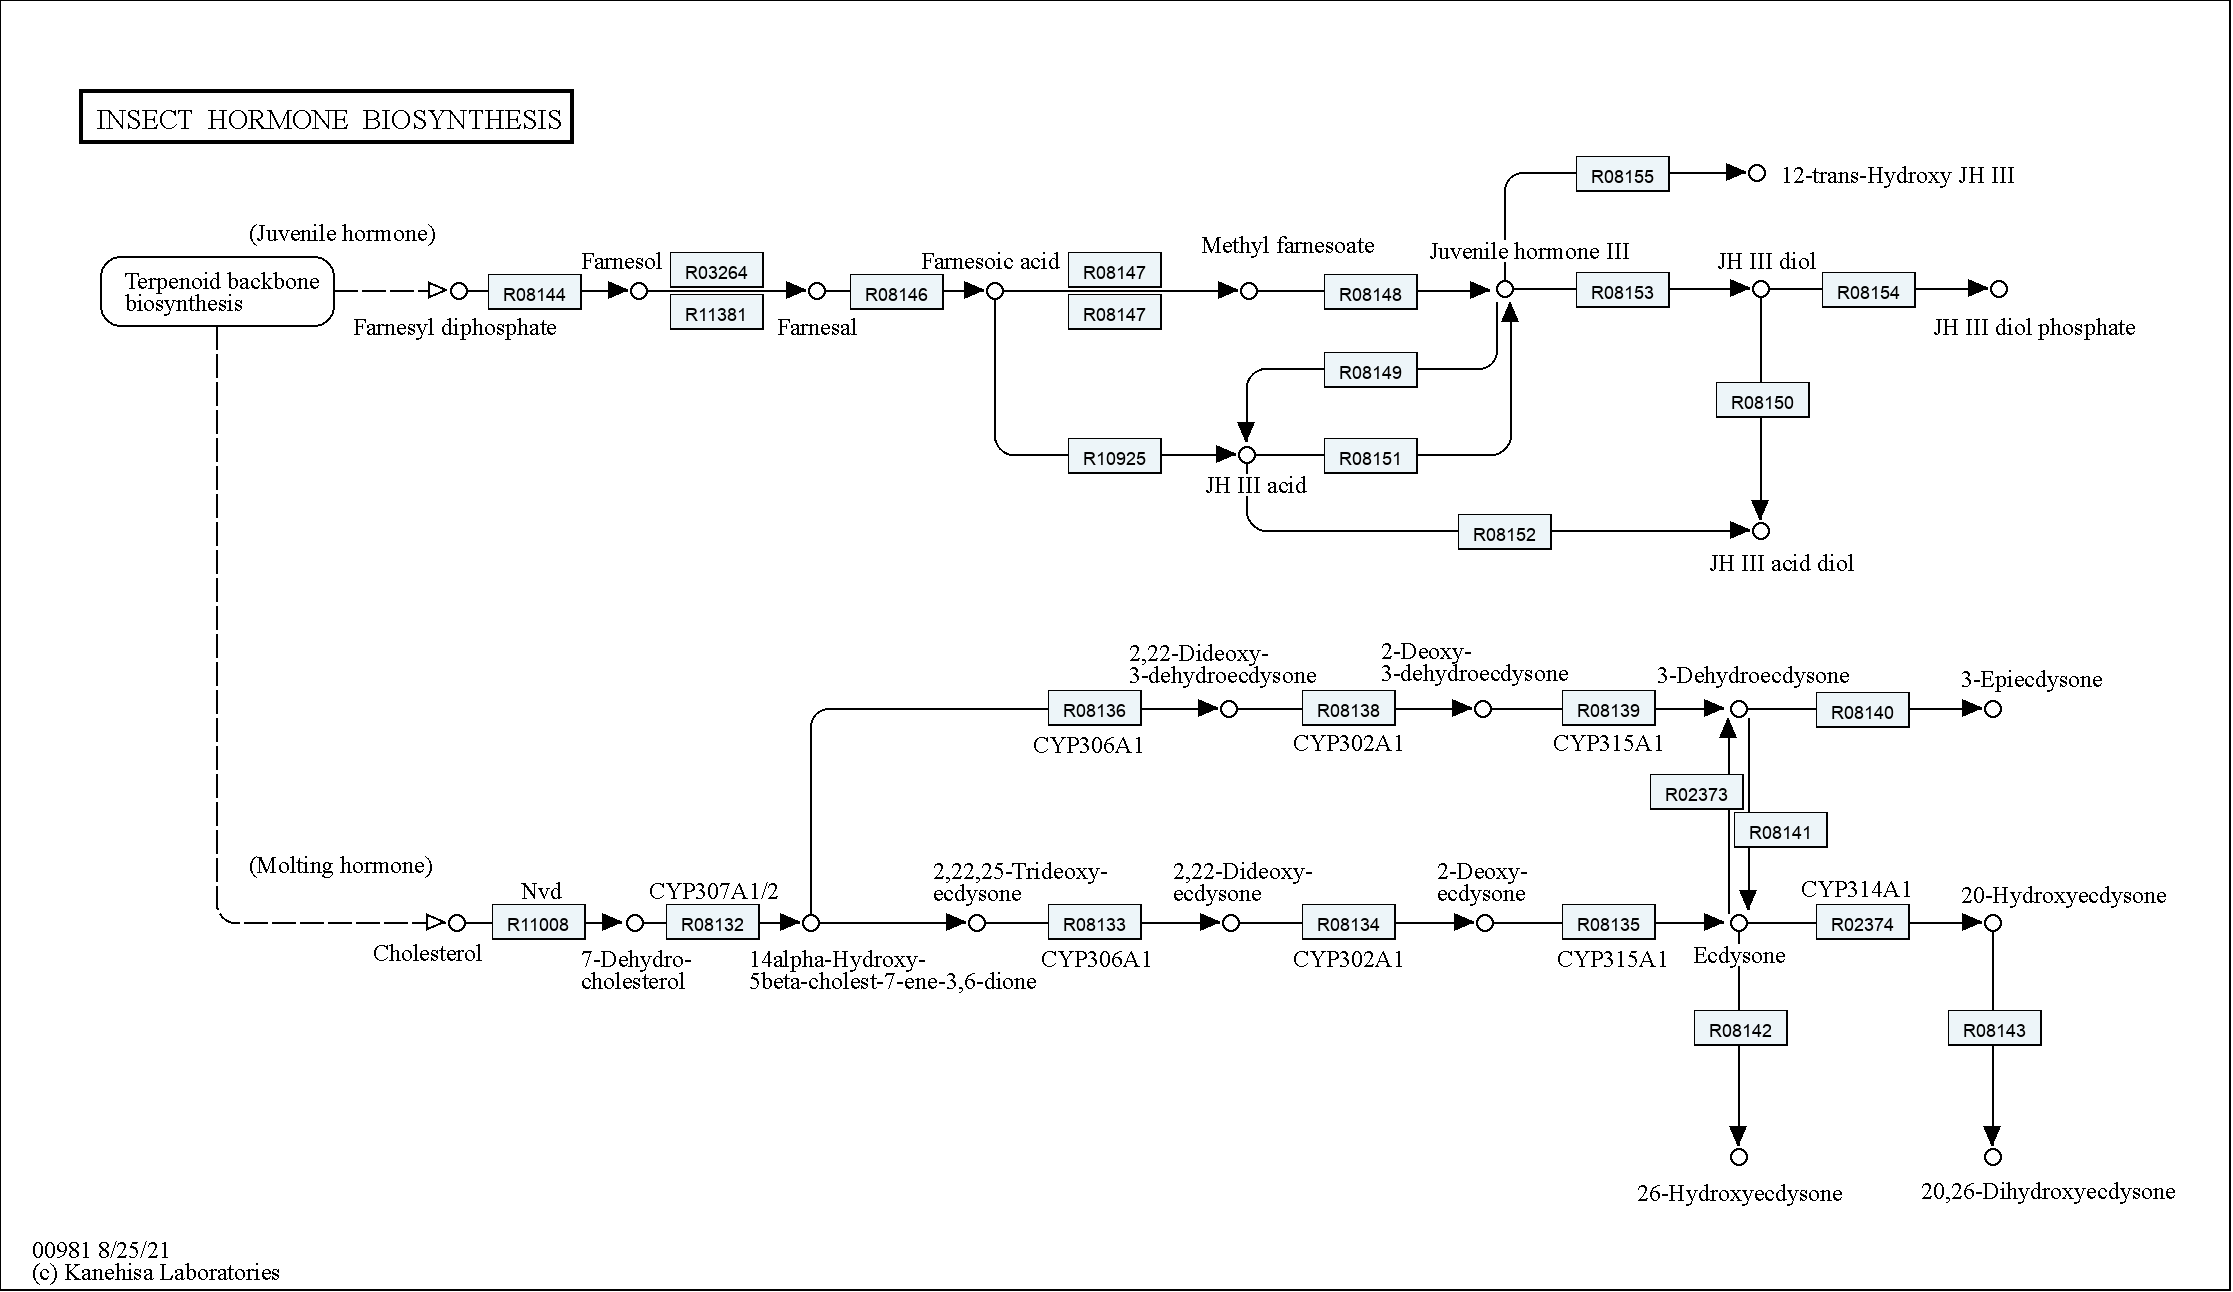 INSECT HORMONE BIOSYNTHESIS
R08155
12-trans-Hydroxy JH III
(Juvenile hormone)
Methyl farnesoate
Juvenile hormone III
Farnesol
R03264
Farnesoic acid
R08147
JH III diol
Terpenoid backbone
biosynthesis
R08144
R08146
R08148
R08153
R08154
R11381
R08147
Farnesyl diphosphate
Farnesal
JH III diol phosphate
R08149
R08150
R10925
R08151
JH III acid
R08152
JH III acid diol
2,22-Dideoxy-
3-dehydroecdysone
2-Deoxy-
3-dehydroecdysone
3-Dehydroecdysone
3-Epiecdysone
R08136
R08138
R08139
R08140
CYP306A1
CYP302A1
CYP315A1
R02373
R08141
(Molting hormone)
Nvd
CYP307A1/2
2,22,25-Trideoxy-
ecdysone
2,22-Dideoxy-
ecdysone
2-Deoxy-
ecdysone
CYP314A1
20-Hydroxyecdysone
R11008
R08132
R08133
R08134
R08135
R02374
Cholesterol
7-Dehydro-
cholesterol
14alpha-Hydroxy-
5beta-cholest-7-ene-3,6-dione
CYP306A1
CYP302A1
CYP315A1
Ecdysone
R08142
R08143
26-Hydroxyecdysone
20,26-Dihydroxyecdysone
00981 8/25/21
(c) Kanehisa Laboratories